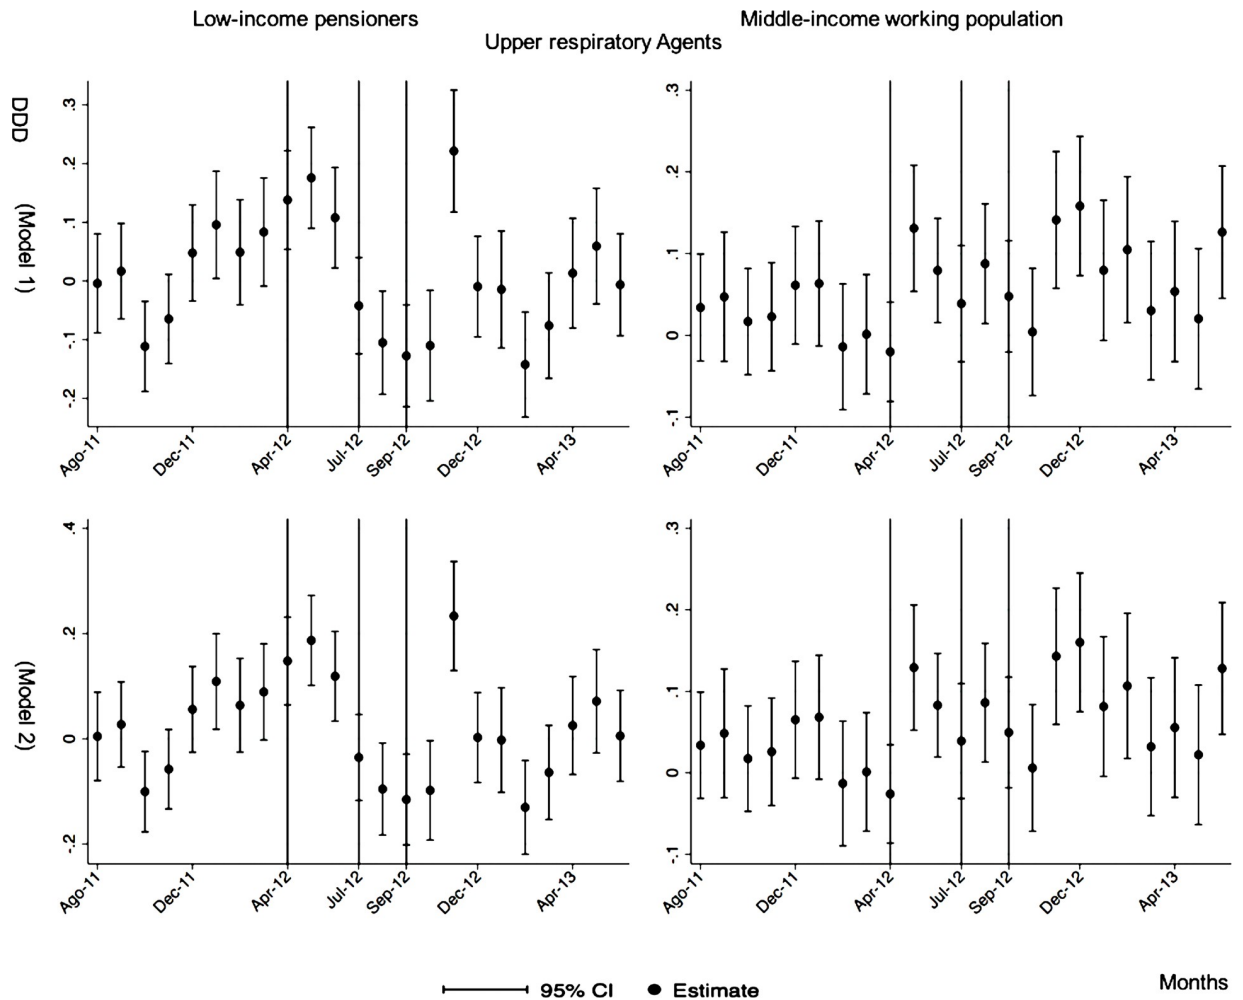 Low-income pensioners
Middle-income working population
Upper respiratory Agents
DDD
(Model 1)
.3
.2
.1
0
-.1
-.2
Ago-11
Dec-11
Apr-12
Jul-12
Sep-12
Dec-12
Apr-13
.3
.2
.1
0
-.1
Ago-11
Dec-11
Apr-12
Jul-12
Sep-12
Dec-12
Apr-13
(Model 2)
.4
.2
0
-.2
Ago-11
Dec-11
Apr-12
Jul-12
Sep-12
Dec-12
Apr-13
.3
.2
.1
0
-.1
Ago-11
Dec-11
Apr-12
Jul-12
Sep-12
Dec-12
Apr-13
Months
95% CI
Estimate